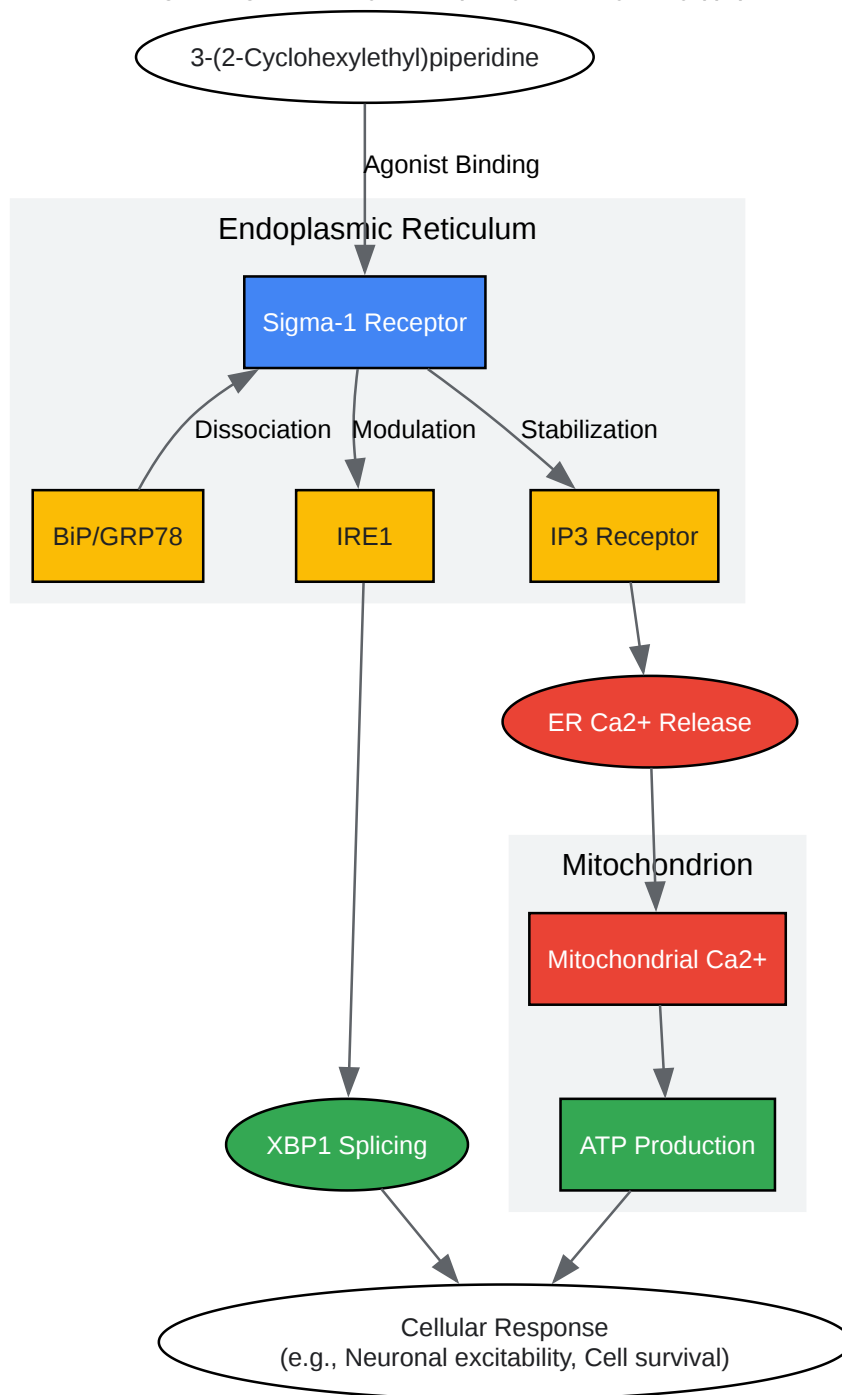 3-(2-Cyclohexylethyl)piperidine
Agonist Binding
Endoplasmic Reticulum
Sigma-1 Receptor
Dissociation
Modulation
Stabilization
BiP/GRP78
IRE1
IP3 Receptor
ER Ca2+ Release
Mitochondrion
Mitochondrial Ca2+
XBP1 Splicing
ATP Production
Cellular Response
(e.g., Neuronal excitability, Cell survival)